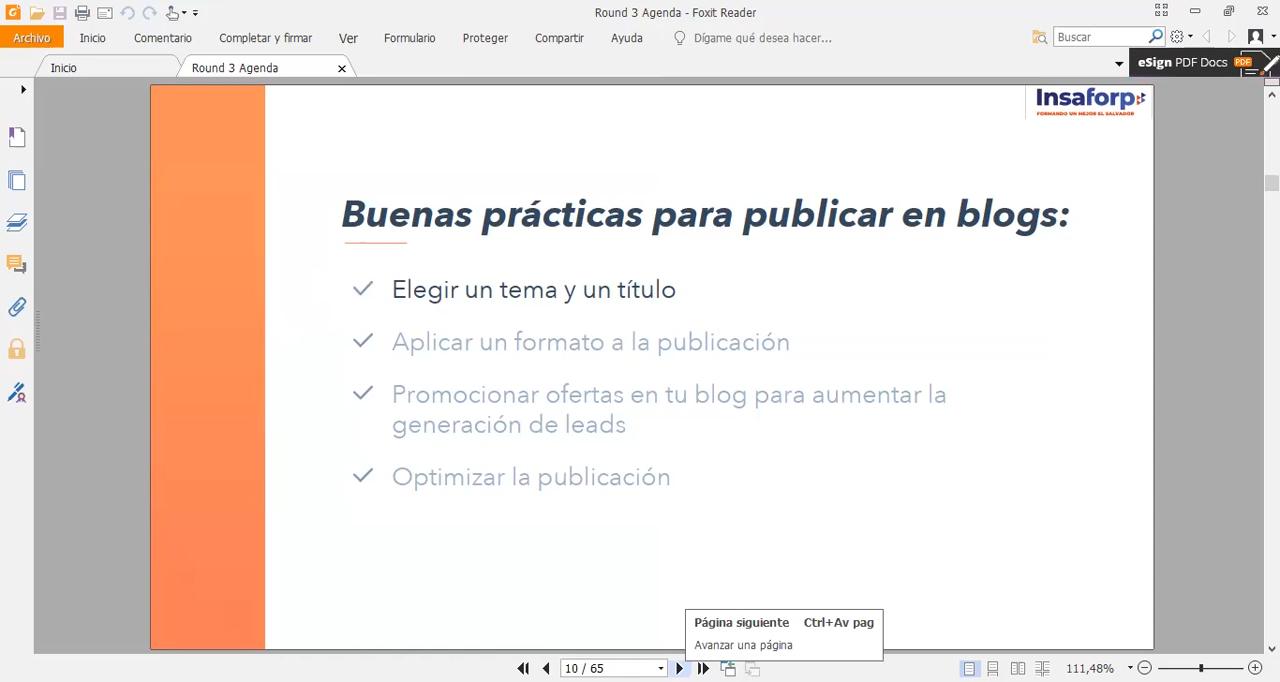 Round 3 Agenda - Foxit Reader
Archivo Inicio Comentario Completar y firmar Ver Formulario Proteger Compartir Ayuda Dígame qué desea hacer... Buscar
Inicio Round 3 Agenda eSign PDF Docs PDF
Insaforp
FORMANDO UN MEJOR EL SALVADOR
Buenas prácticas para publicar en blogs:
Elegir un tema y un título
Aplicar un formato a la publicación
Promocionar ofertas en tu blog para aumentar la
generación de leads
Optimizar la publicación
Página siguiente Ctrl+Av pag
Avanzar una página
10 / 65 111,48%